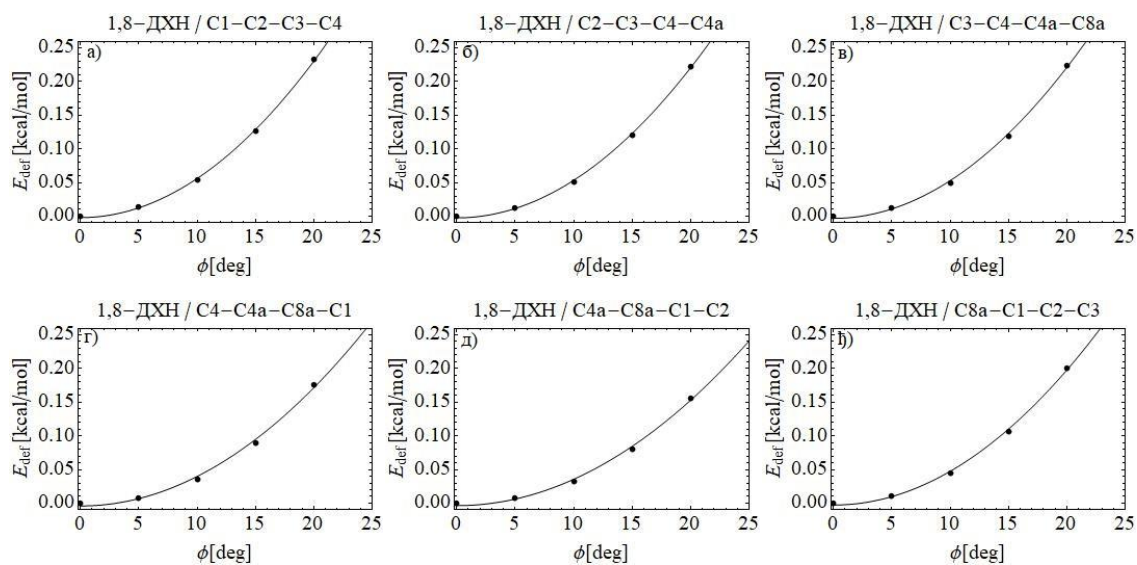 1,8−ДХН / C1−C2−C3−C4
а)
0.25
0.20
0.15
0.10
0.05
0.00
E_def [kcal/mol]
0 5 10 15 20 25
ϕ[deg]
1,8−ДХН / C2−C3−C4−C4a
б)
0.25
0.20
0.15
0.10
0.05
0.00
E_def [kcal/mol]
0 5 10 15 20 25
ϕ[deg]
1,8−ДХН / C3−C4−C4a−C8a
в)
0.25
0.20
0.15
0.10
0.05
0.00
E_def [kcal/mol]
0 5 10 15 20 25
ϕ[deg]
1,8−ДХН / C4−C4a−C8a−C1
г)
0.25
0.20
0.15
0.10
0.05
0.00
E_def [kcal/mol]
0 5 10 15 20 25
ϕ[deg]
1,8−ДХН / C4a−C8a−C1−C2
д)
0.25
0.20
0.15
0.10
0.05
0.00
E_def [kcal/mol]
0 5 10 15 20 25
ϕ[deg]
1,8−ДХН / C8a−C1−C2−C3
ђ)
0.25
0.20
0.15
0.10
0.05
0.00
E_def [kcal/mol]
0 5 10 15 20 25
ϕ[deg]